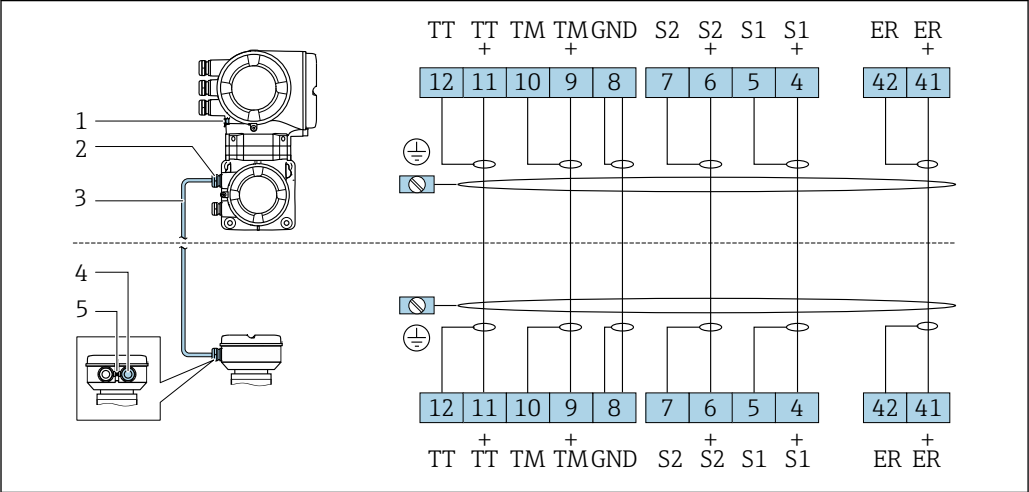 TT TT TM TM GND S2 S2 S1 S1 ER ER
+ + + + +
12 11 10 9 8 7 6 5 4 42 41
1
2
3
4
5
12 11 10 9 8 7 6 5 4 42 41
+ + + + +
TT TT TM TM GND S2 S2 S1 S1 ER ER